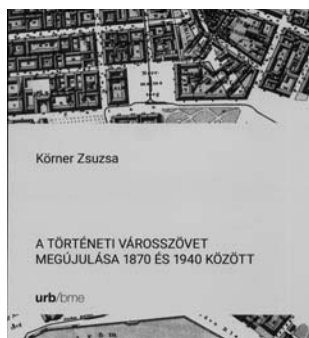 Körner Zsuzsa
A TÖRTÉNETI VÁROSSZÖVET
MEGÚJULÁSA 1870 ÉS 1940 KÖZÖTT
urb/bme